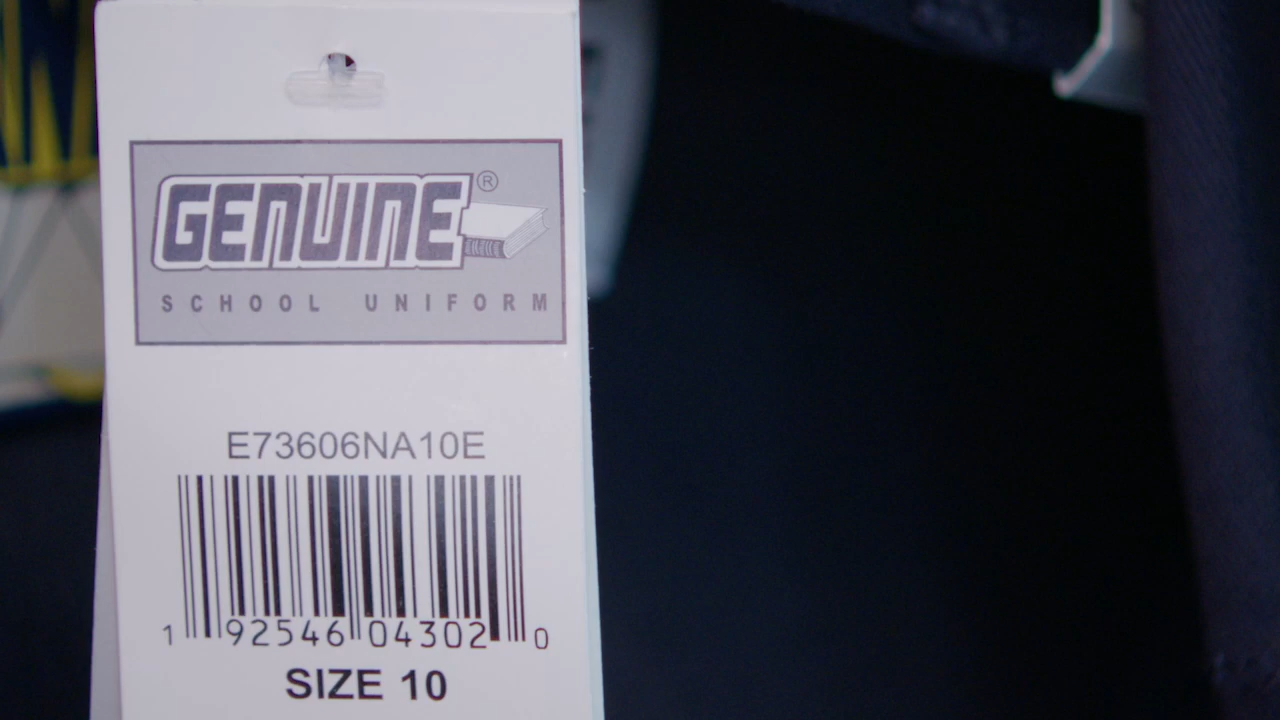 GENUINE®
SCHOOL UNIFORM
E73606NA10E
1 92546 04302 0
SIZE 10